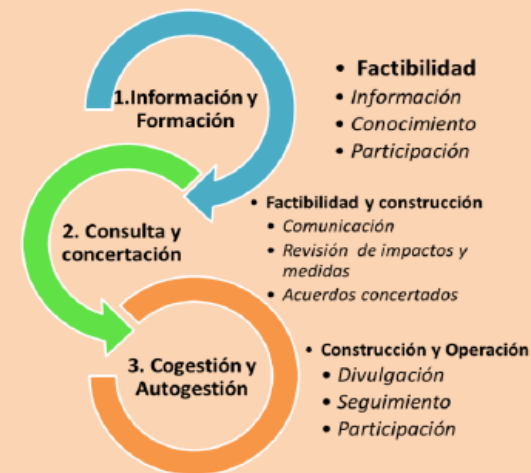 1.Información y
Formación
• Factibilidad
• Información
• Conocimiento
• Participación
2. Consulta y
concertación
• Factibilidad y construcción
• Comunicación
• Revisión de impactos y
medidas
• Acuerdos concertados
3. Cogestión y
Autogestión
• Construcción y Operación
• Divulgación
• Seguimiento
• Participación